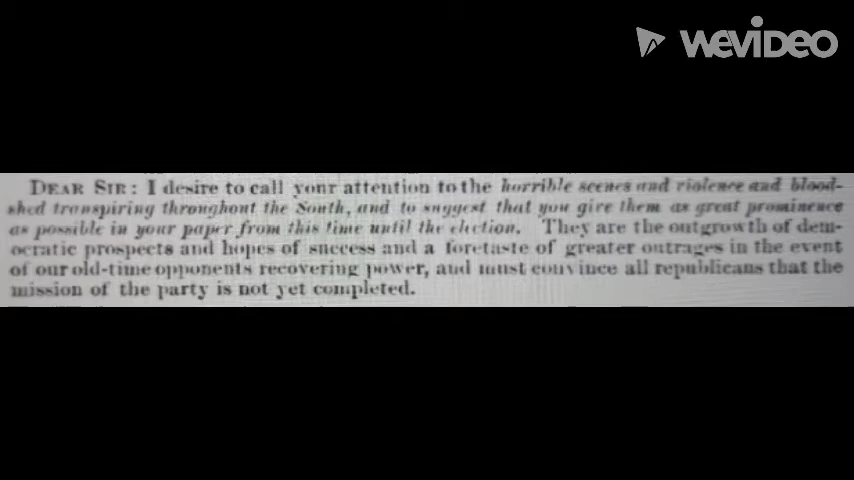 WEVIDEO
DEAR SIR: I desire to call your attention to the horrible scenes and violence and blood-
shed transpiring throughout the South, and to suggest that you give them as great prominence
as possible in your paper from this time until the election. They are the outgrowth of dem-
ocratic prospects and hopes of success and a foretaste of greater outrages in the event
of our old-time opponents recovering power, and must convince all republicans that the
mission of the party is not yet completed.